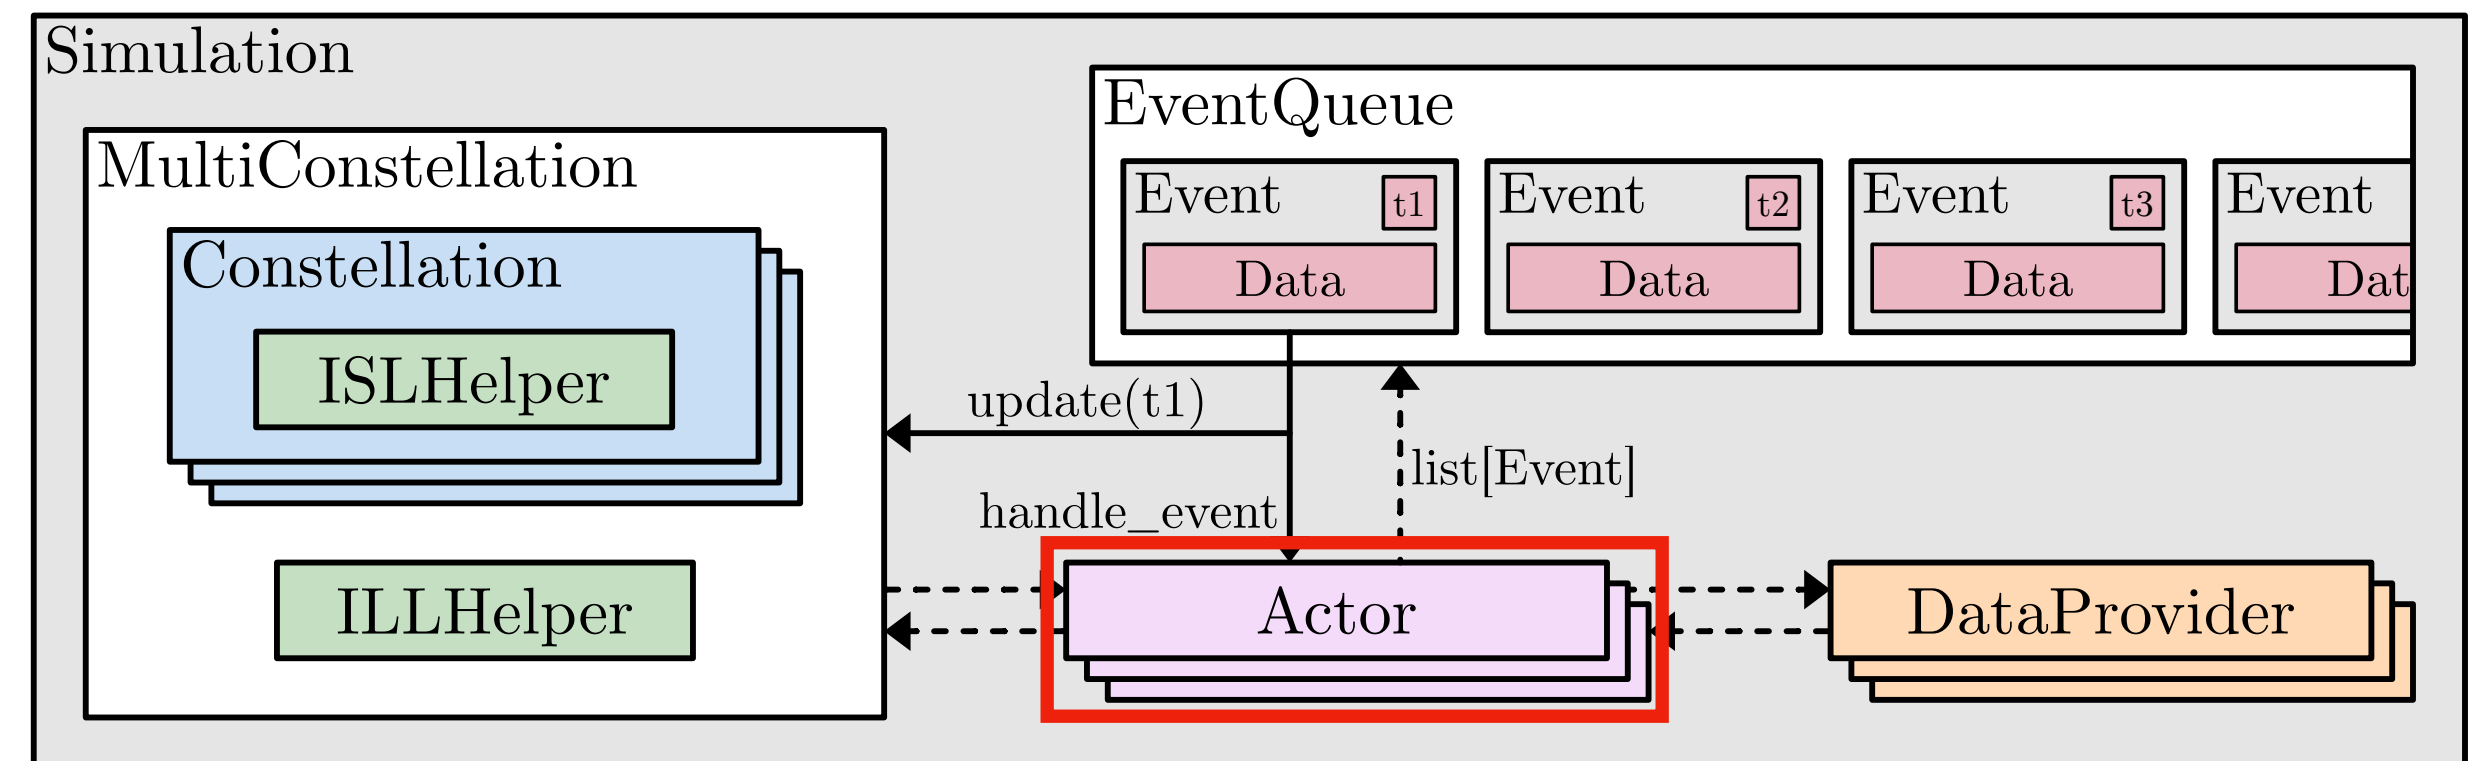 Simulation
EventQueue
MultiConstellation
Event t1
Event t2
Event t3
Event
Data
Data
Data
Dat
Constellation
ISLHelper
update(t1)
list[Event]
handle_event
ILLHelper
Actor
DataProvider